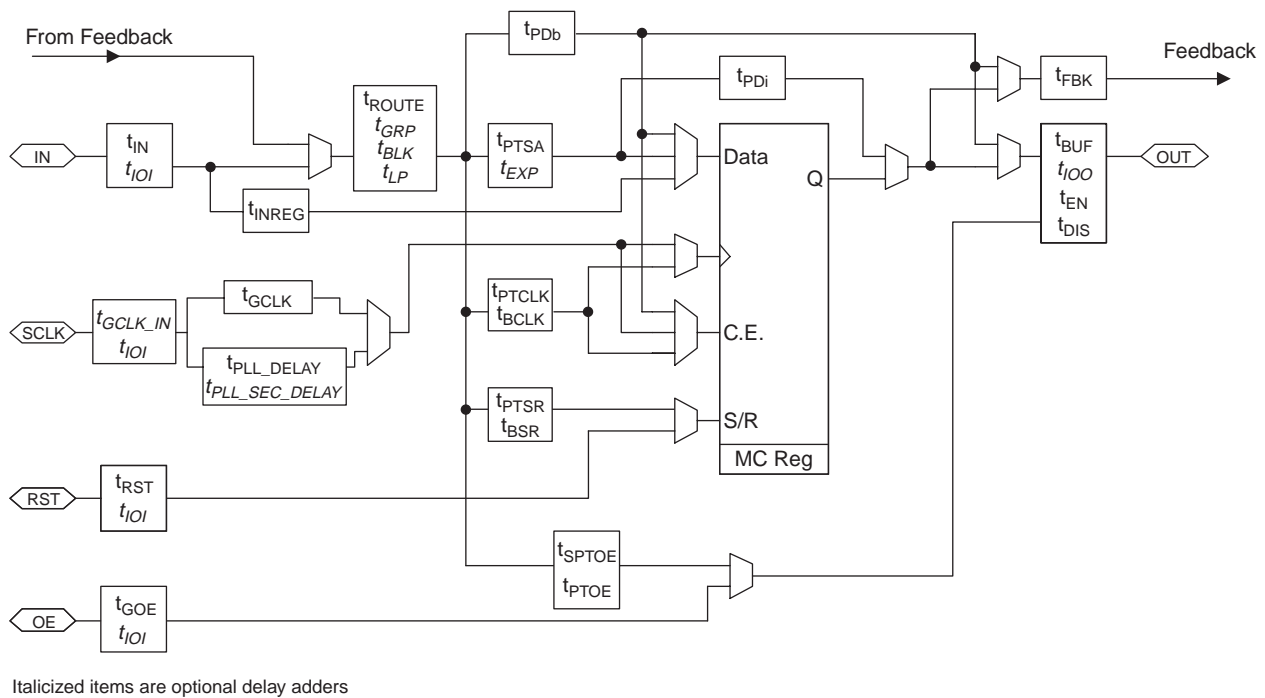 From Feedback
Feedback
tPDb
tPDi
tFBK
IN
tIN
tIOI
tROUTE
tGRP
tBLK
tLP
tPTSA
tEXP
Data
Q
tBUF
tIOO
tEN
tDIS
OUT
tINREG
SCLK
tGCLK_IN
tIOI
tGCLK
tPLL_DELAY
tPLL_SEC_DELAY
tPTCLK
tBCLK
C.E.
tPTSR
tBSR
S/R
MC Reg
RST
tRST
tIOI
tSPTOE
tPTOE
OE
tGOE
tIOI
Italicized items are optional delay adders